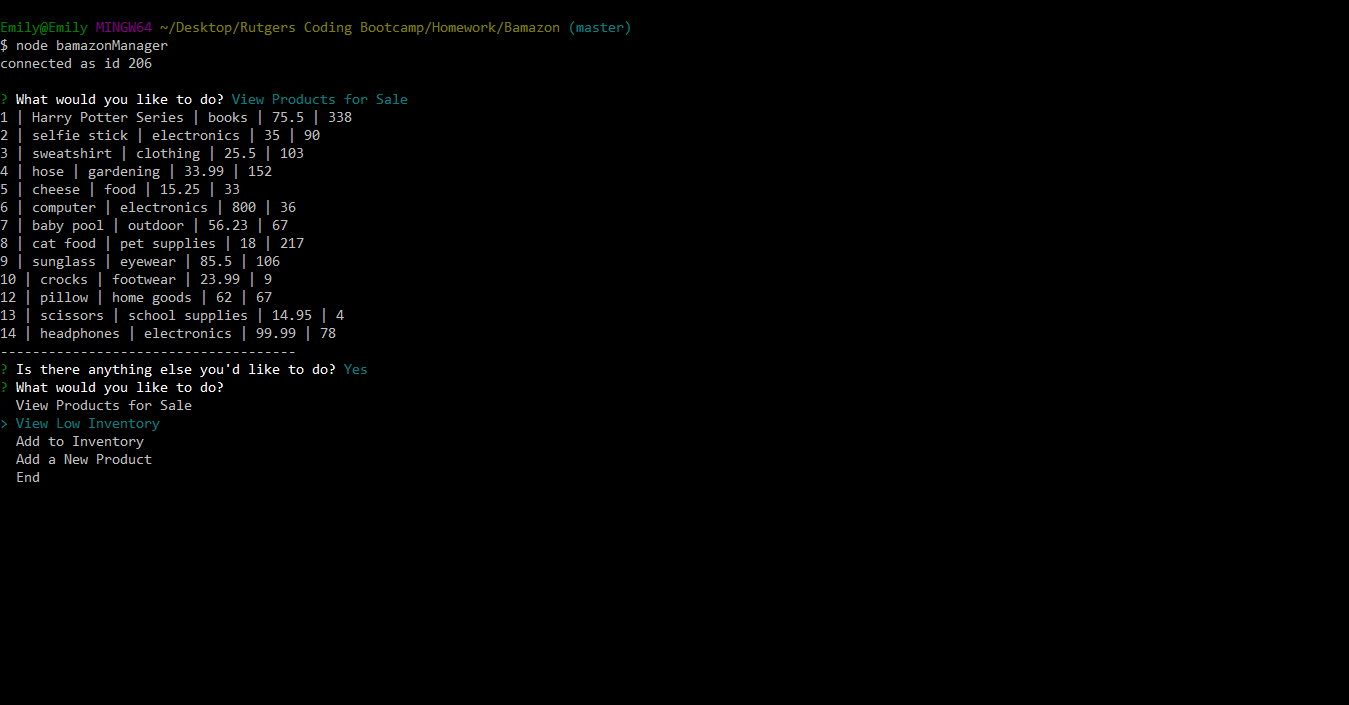 Emily@Emily MINGW64 ~/Desktop/Rutgers Coding Bootcamp/Homework/Bamazon (master)
$ node bamazonManager
connected as id 206
? What would you like to do? View Products for Sale
1 | Harry Potter Series | books | 75.5 | 338
2 | selfie stick | electronics | 35 | 90
3 | sweatshirt | clothing | 25.5 | 103
4 | hose | gardening | 33.99 | 152
5 | cheese | food | 15.25 | 33
6 | computer | electronics | 800 | 36
7 | baby pool | outdoor | 56.23 | 67
8 | cat food | pet supplies | 18 | 217
9 | sunglass | eyewear | 85.5 | 106
10 | crocks | footwear | 23.99 | 9
12 | pillow | home goods | 62 | 67
13 | scissors | school supplies | 14.95 | 4
14 | headphones | electronics | 99.99 | 78
-------------------------------------
? Is there anything else you'd like to do? Yes
? What would you like to do?
  View Products for Sale
> View Low Inventory
  Add to Inventory
  Add a New Product
  End